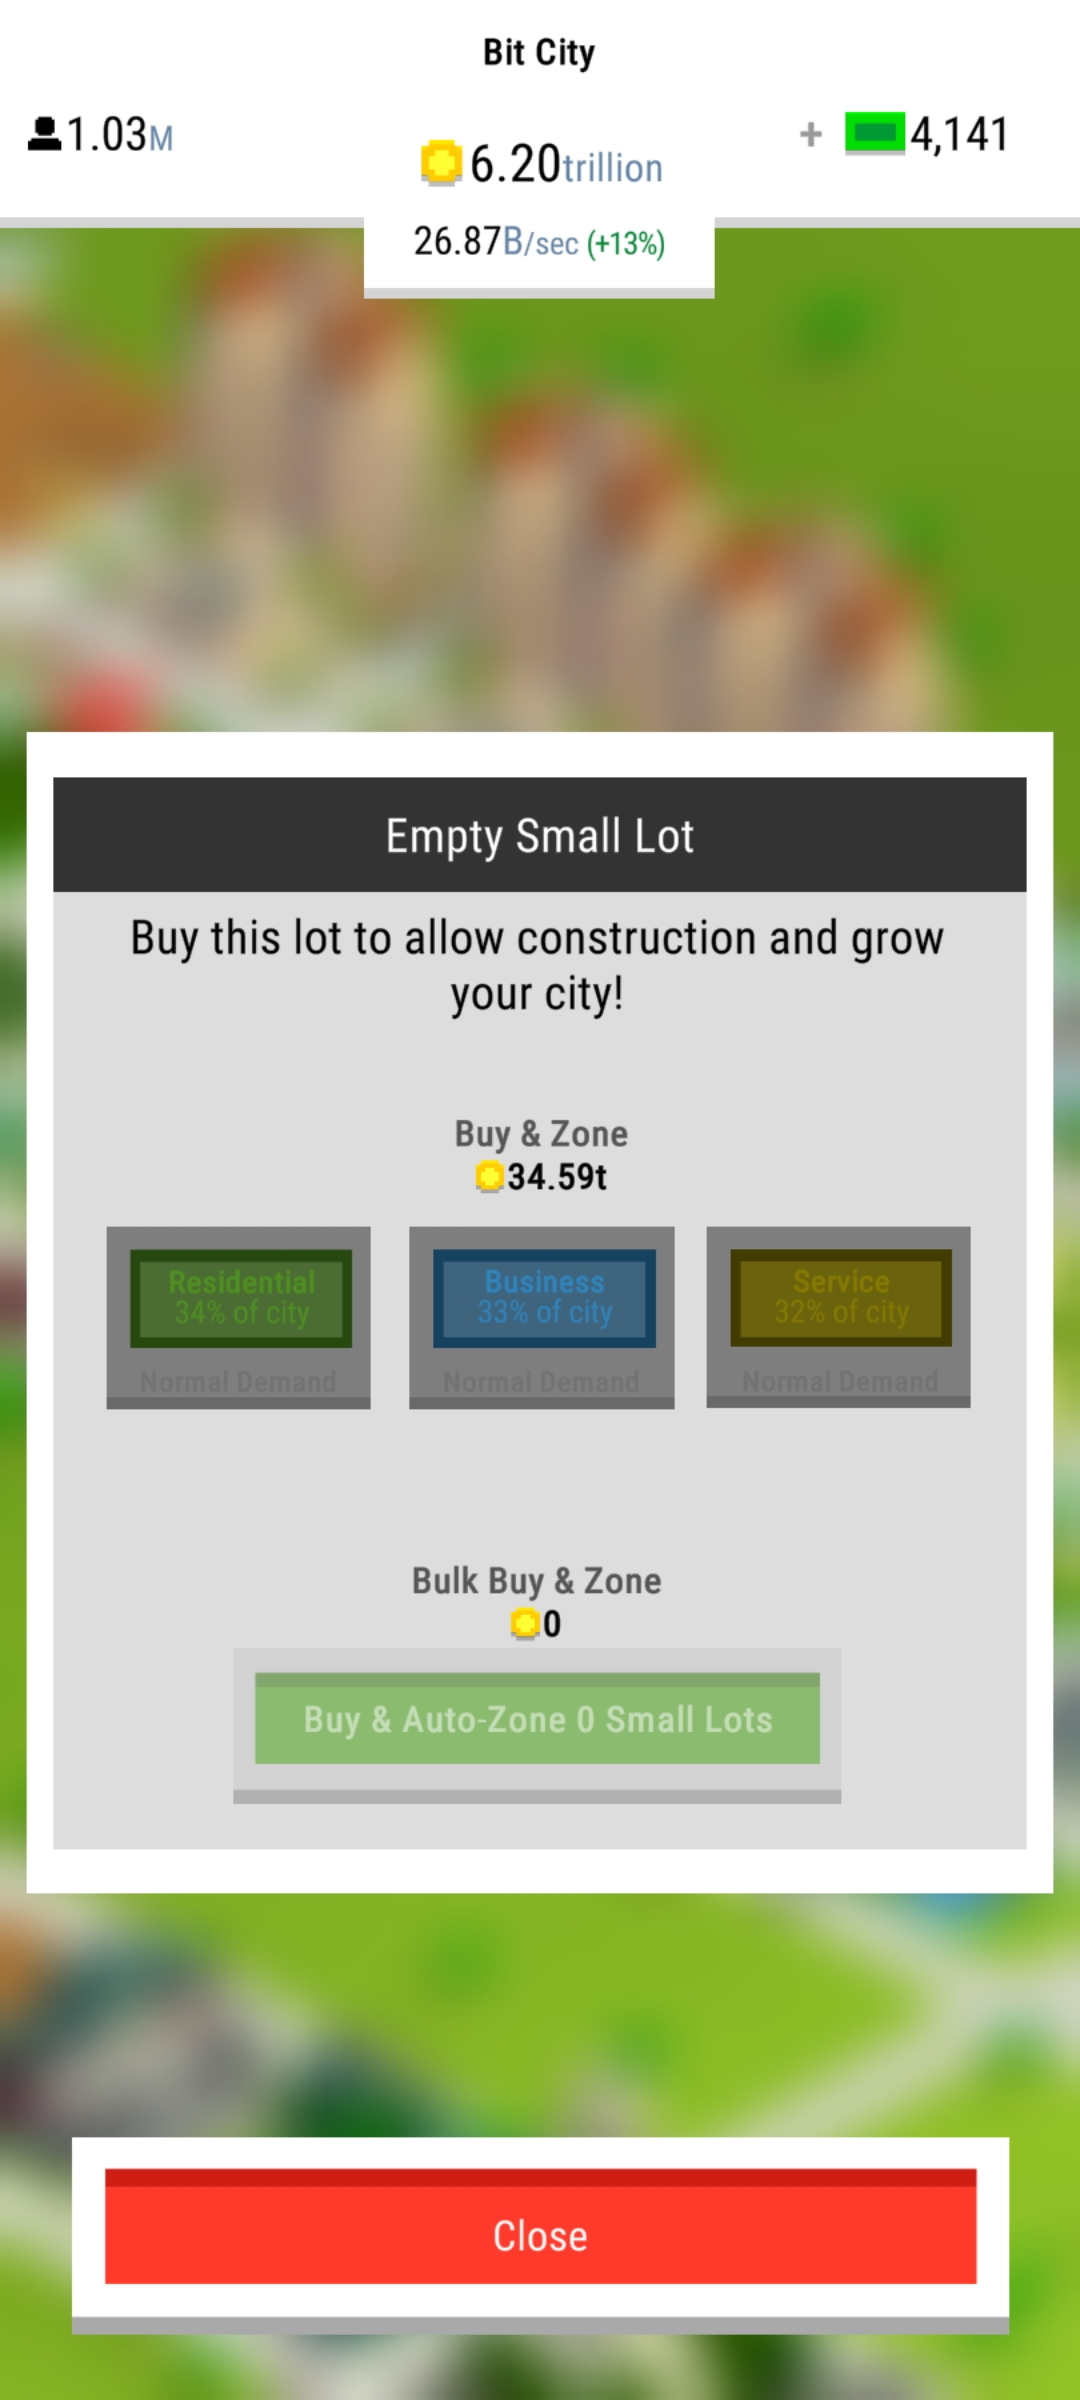 Bit City
1.03M
6.20trillion
+ 4,141
26.87B/sec (+13%)
Empty Small Lot
Buy this lot to allow construction and grow
your city!
Buy & Zone
34.59t
Residential
34% of city
Normal Demand
Business
33% of city
Normal Demand
Service
32% of city
Normal Demand
Bulk Buy & Zone
0
Buy & Auto-Zone 0 Small Lots
Close